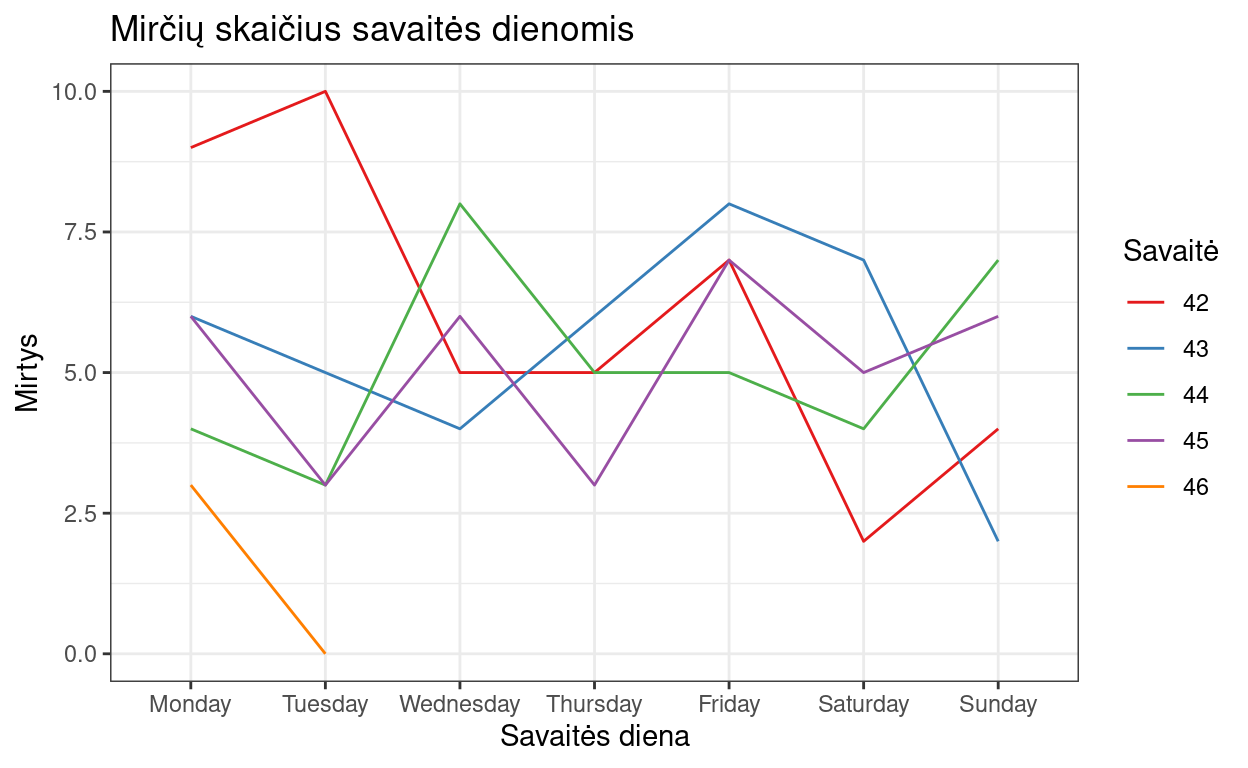 Mirčių skaičius savaitės dienomis
Mirtys
10.0
7.5
5.0
2.5
0.0
Monday Tuesday Wednesday Thursday Friday Saturday Sunday
Savaitės diena
Savaitė
42
43
44
45
46